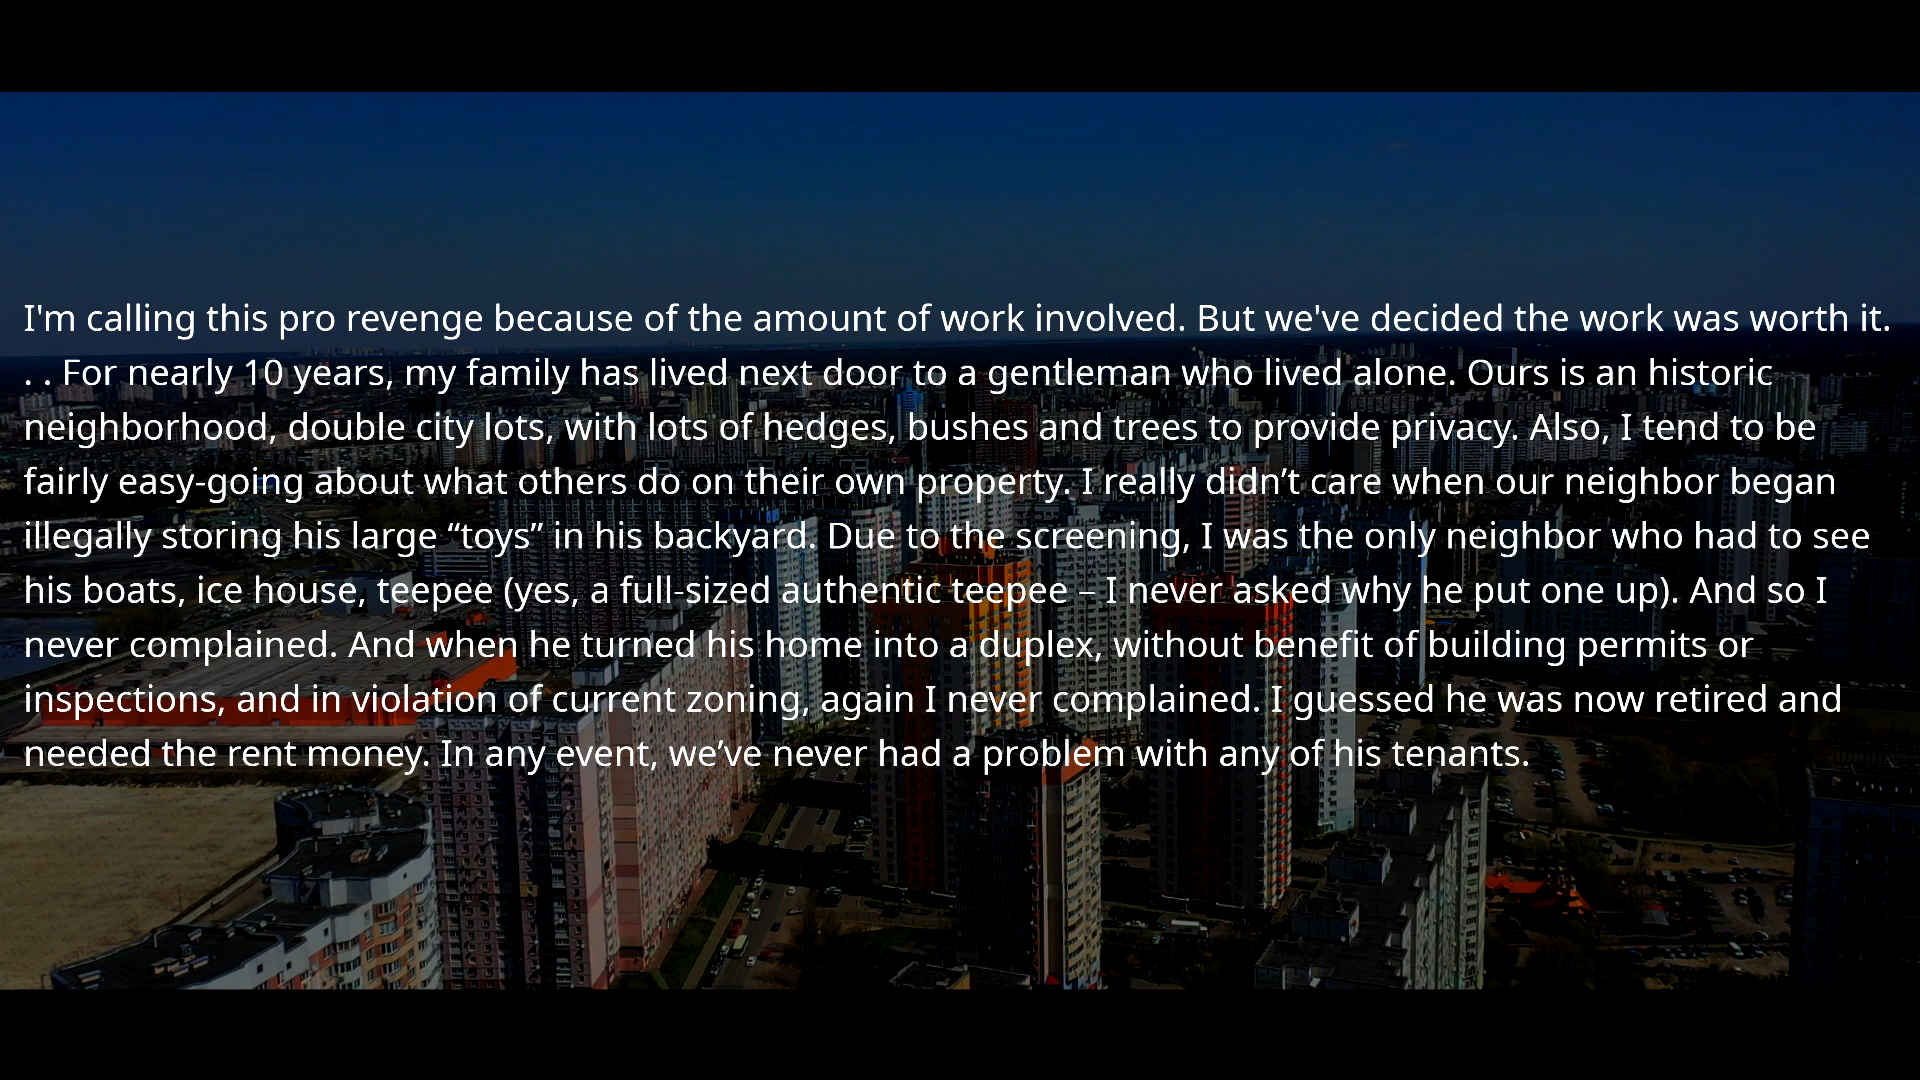 I'm calling this pro revenge because of the amount of work involved. But we've decided the work was worth it.
. . For nearly 10 years, my family has lived next door to a gentleman who lived alone. Ours is an historic
neighborhood, double city lots, with lots of hedges, bushes and trees to provide privacy. Also, I tend to be
fairly easy-going about what others do on their own property. I really didn’t care when our neighbor began
illegally storing his large “toys” in his backyard. Due to the screening, I was the only neighbor who had to see
his boats, ice house, teepee (yes, a full-sized authentic teepee – I never asked why he put one up). And so I
never complained. And when he turned his home into a duplex, without benefit of building permits or
inspections, and in violation of current zoning, again I never complained. I guessed he was now retired and
needed the rent money. In any event, we’ve never had a problem with any of his tenants.